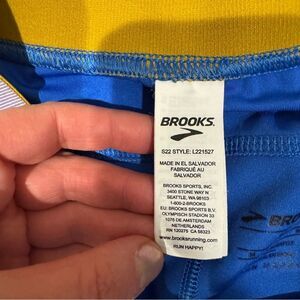 BROOKS
S22 STYLE: L221527
MADE IN EL SALVADOR
FABRIQUÉ AU
SALVADOR
BROOKS SPORTS, INC.
3400 STONE WAY N
SEATTLE, WA 98103
1-800-2-BROOKS
EU: BROOKS SPORTS B.V.
OLYMPISCH STADION 33
1076 DE AMSTERDAM
NETHERLANDS
RN 120276 CA 58323
www.brooksrunning.com
RUN HAPPY!